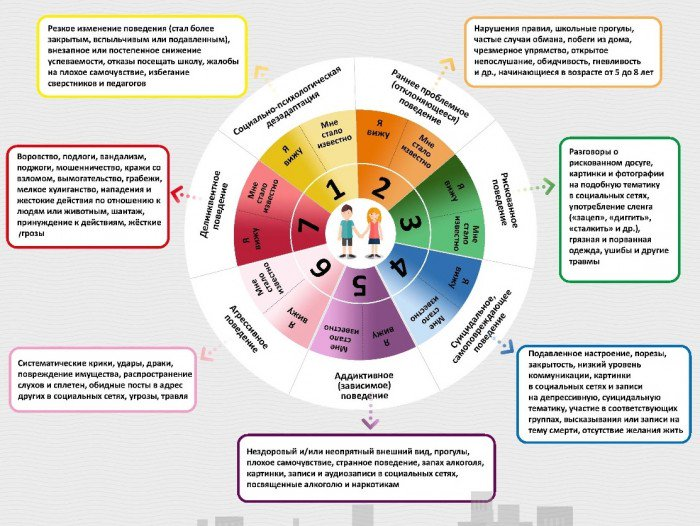 Резкое изменение поведения (стал более
закрытым, вспыльчивым или подавленным),
внезапное или постепенное снижение
успеваемости, отказы посещать школу, жалобы
на плохое самочувствие, избегание
сверстников и педагогов
Нарушения правил, школьные прогулы,
частые случаи обмана, побеги из дома,
чрезмерное упрямство, открытое
непослушание, обидчивость, гневливость
и др., начинающиеся в возрасте от 5 до 8 лет
Социально-психологическая
дезадаптация
Я
вижу
Мне
стало
известно
1
Раннее проблемное
(отклоняющееся)
поведение
Я
вижу
Мне
стало
известно
2
Рискованное
поведение
Я
вижу
Мне
стало
известно
3
Разговоры о
рискованном досуге,
картинки и фотографии
на подобную тематику
в социальных сетях,
употребление сленга
(«зацеп», «диггить»,
«сталкить» и др.),
грязная и порванная
одежда, ушибы и другие
травмы
Суицидальное,
самоповреждающее
поведение
Я
вижу
Мне
стало
известно
4
Подавленное настроение, порезы,
закрытость, низкий уровень
коммуникации, картинки
в социальных сетях и записи
на депрессивную, суицидальную
тематику, участие в соответствующих
группах, высказывания или записи на
тему смерти, отсутствие желания жить
5
Я
вижу
Мне
стало
известно
Аддиктивное
(зависимое)
поведение
Нездоровый и/или неопрятный внешний вид, прогулы,
плохое самочувствие, странное поведение, запах алкоголя,
картинки, записи и аудиозаписи в социальных сетях,
посвященные алкоголю и наркотикам
6
Я
вижу
Мне
стало
известно
Агрессивное
поведение
Систематические крики, удары, драки,
повреждение имущества, распространение
слухов и сплетен, обидные посты в адрес
других в социальных сетях, угрозы, травля
7
Я
вижу
Мне
стало
известно
Делинквентное
поведение
Воровство, подлоги, вандализм,
поджоги, мошенничество, кражи со
взломом, вымогательство, грабежи,
мелкое хулиганство, нападения и
жестокие действия по отношению к
людям или животным, шантаж,
принуждение к действиям, жёсткие
угрозы